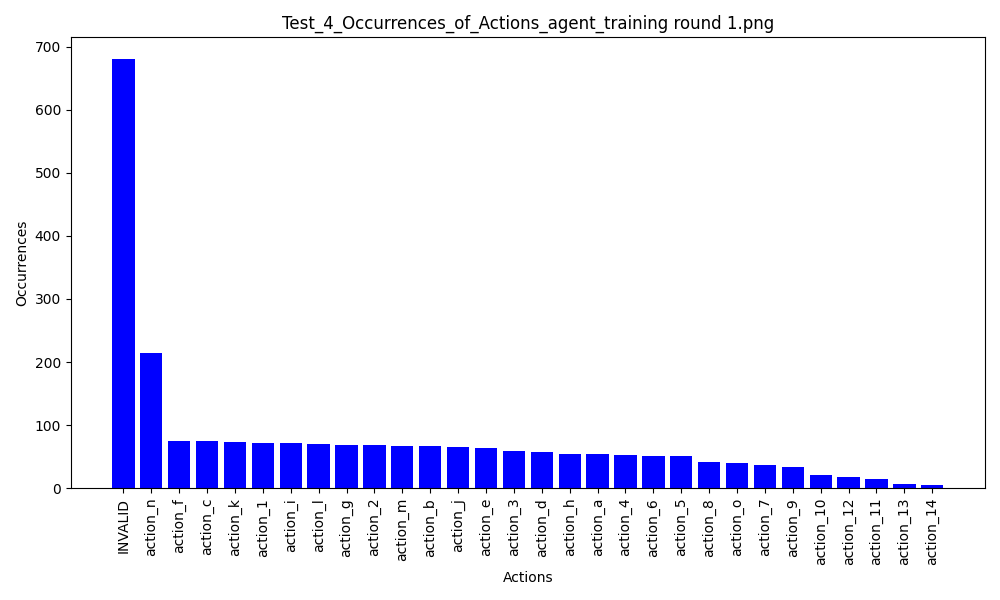 Test_4_Occurrences_of_Actions_agent_training round 1.png
700
600
500
400
300
200
100
0
Occurrences
INVALID
action_n
action_f
action_c
action_k
action_1
action_i
action_l
action_g
action_2
action_m
action_b
action_j
action_e
action_3
action_d
action_h
action_a
action_4
action_6
action_5
action_8
action_o
action_7
action_9
action_10
action_12
action_11
action_13
action_14
Actions